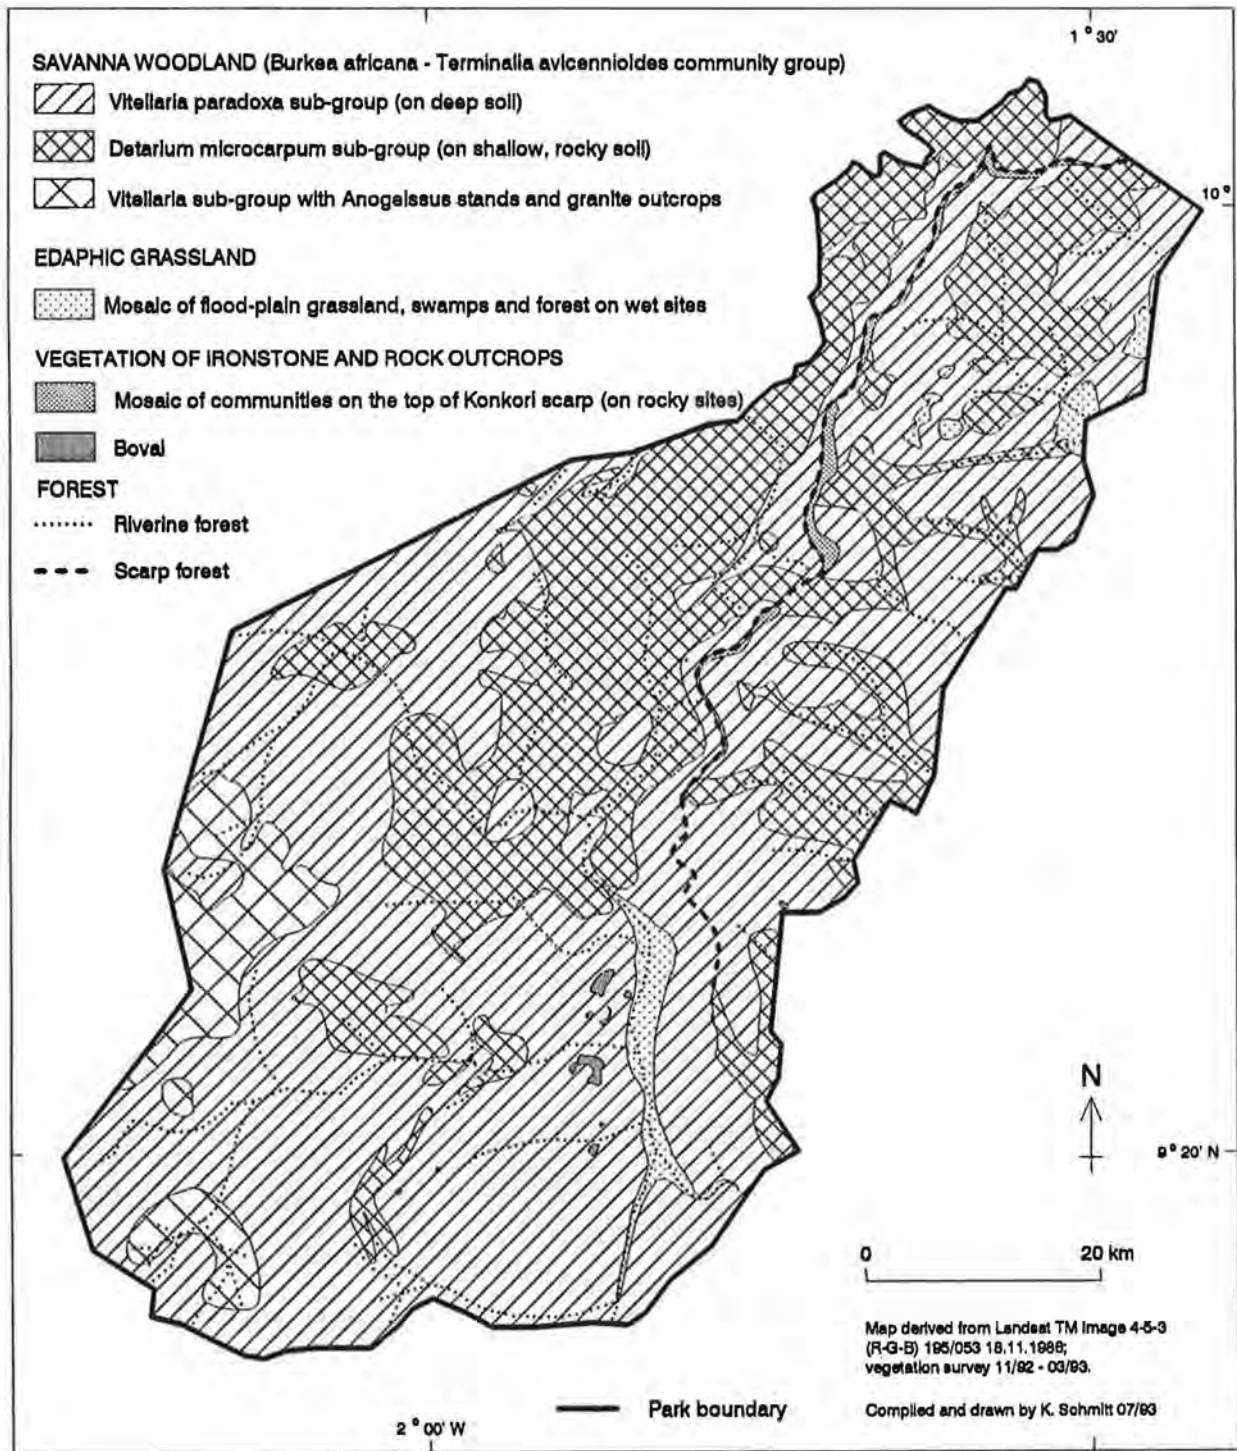 1 ° 30'
SAVANNA WOODLAND (Burkea africana - Terminalia avicennioides community group)
Vitellaria paradoxa sub-group (on deep soil)
Detarium microcarpum sub-group (on shallow, rocky soil)
Vitellaria sub-group with Anogeissus stands and granite outcrops
10 °
EDAPHIC GRASSLAND
Mosaic of flood-plain grassland, swamps and forest on wet sites
VEGETATION OF IRONSTONE AND ROCK OUTCROPS
Mosaic of communities on the top of Konkori scarp (on rocky sites)
Boval
FOREST
Riverine forest
Scarp forest
N
9 ° 20' N
0 20 km
Map derived from Landsat TM Image 4-5-3
(R-G-B) 195/053 18.11.1986;
vegetation survey 11/92 - 03/93.
Park boundary
Compiled and drawn by K. Schmitt 07/93
2 ° 00' W